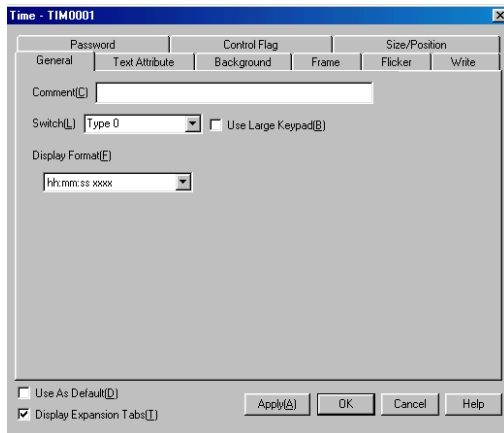 Time - TIM0001
Password Control Flag Size/Position
General Text Attribute Background Frame Flicker Write
Comment(C)
Switch(L) Type 0 Use Large Keypad(B)
Display Format(F)
hh:mm:ss xxxx
Use As Default(D)
Display Expansion Tabs(T)
Apply(A) OK Cancel Help